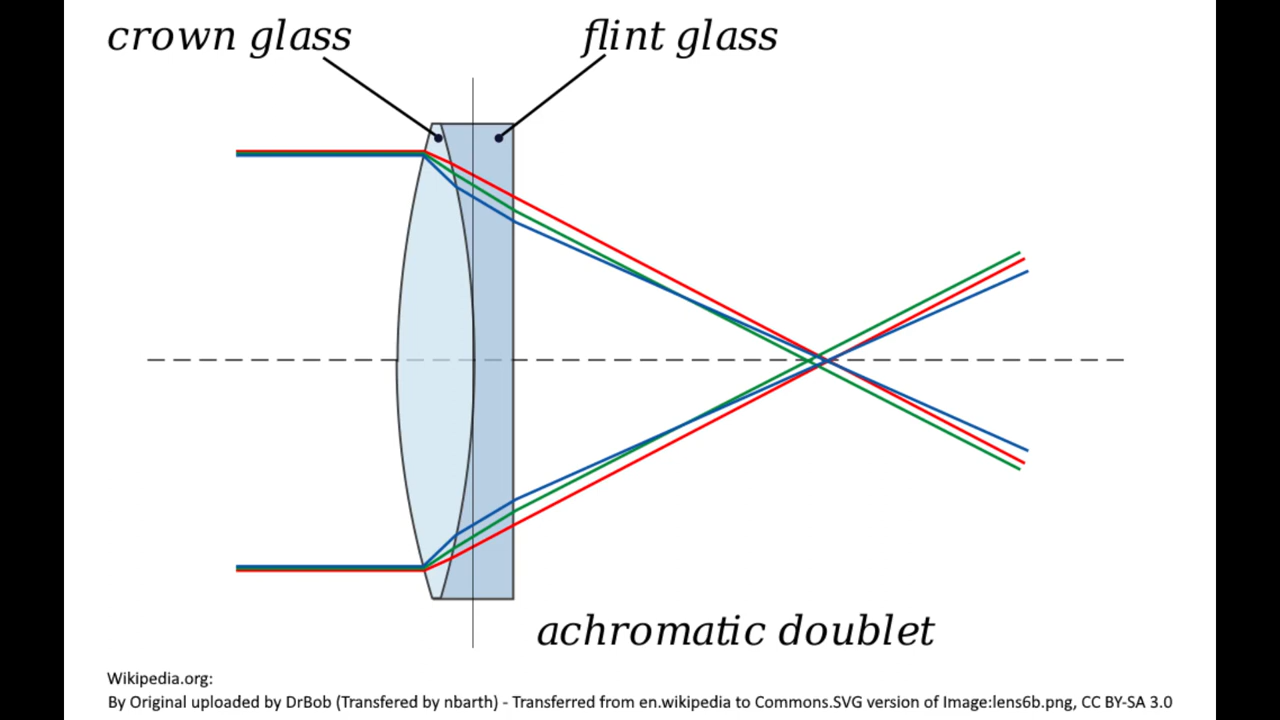 crown glass
flint glass
achromatic doublet
Wikipedia.org:
By Original uploaded by DrBob (Transfered by nbarth) - Transferred from en.wikipedia to Commons.SVG version of Image:lens6b.png, CC BY-SA 3.0